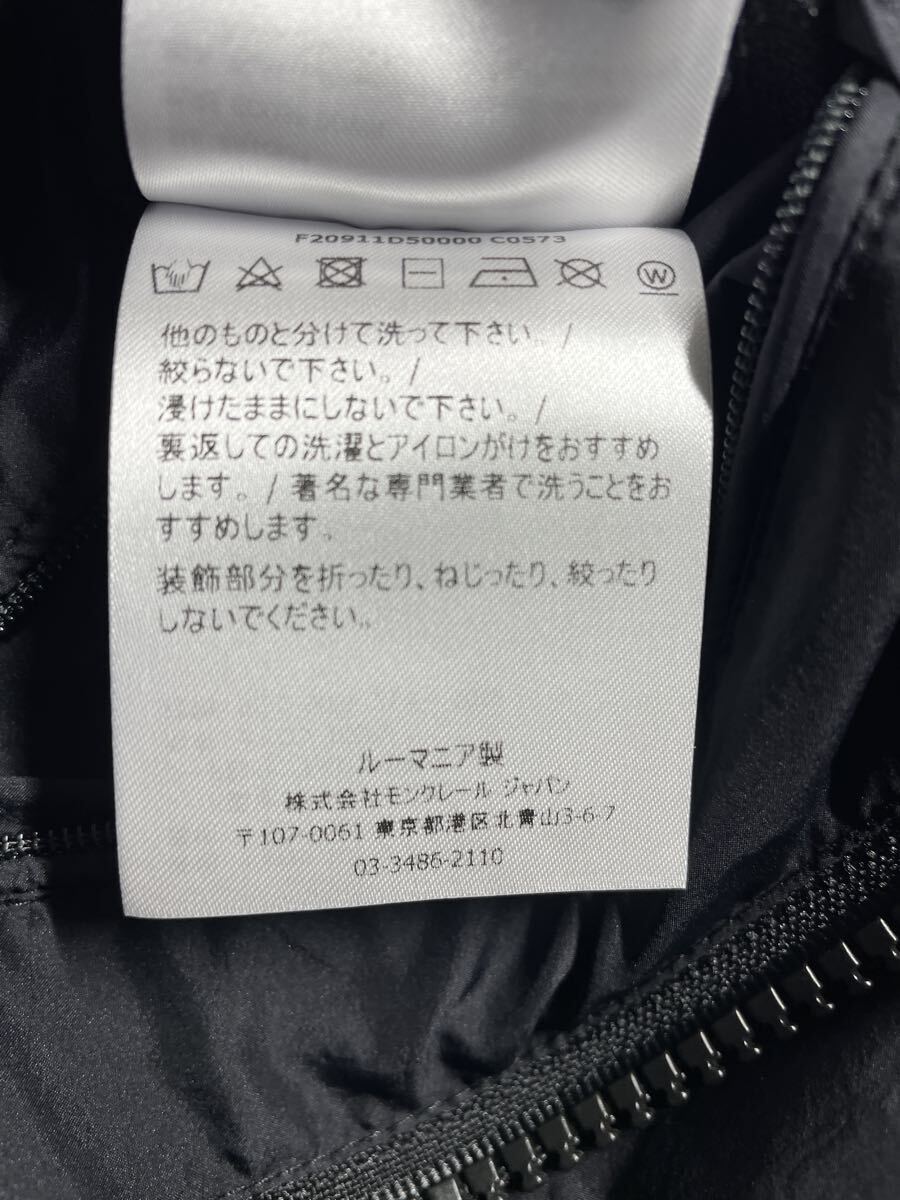 F20911D50000 C0573
W
他のものと分けて洗って下さい。/
絞らないで下さい。/
浸けたままにしないで下さい。/
裏返しての洗濯とアイロンがけをおすすめ
します。/ 著名な専門業者で洗うことをお
すすめします。
装飾部分を折ったり、ねじったり、絞ったり
しないでください。
ルーマニア製
株式会社モンクレール ジャパン
〒107-0061 東京都港区北青山3-6-7
03-3486-2110